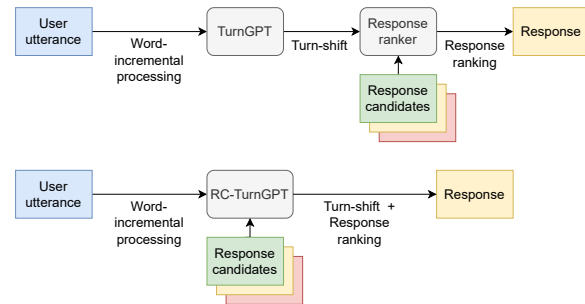 User
utterance
Word-
incremental
processing
TurnGPT
Turn-shift
Response
ranker
Response
ranking
Response
Response
candidates
User
utterance
Word-
incremental
processing
RC-TurnGPT
Turn-shift +
Response
ranking
Response
Response
candidates